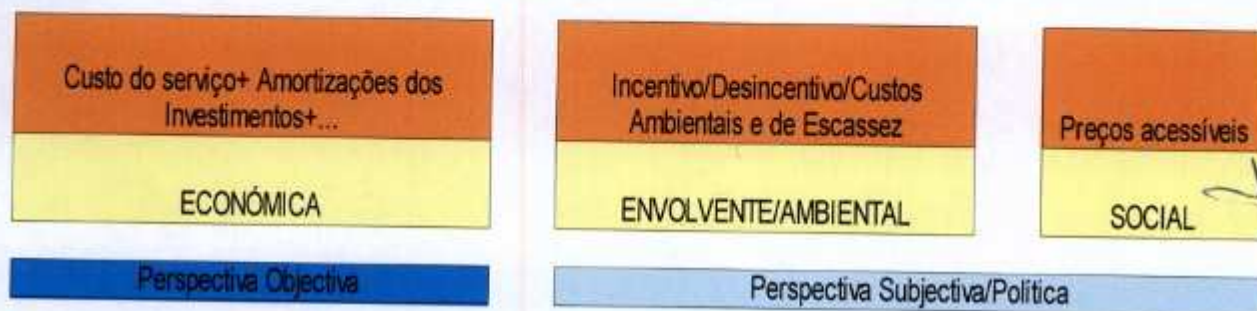 Custo do serviço+ Amortizações dos
Investimentos+...
ECONÓMICA
Perspectiva Objectiva
Incentivo/Desincentivo/Custos
Ambientais e de Escassez
ENVOLVENTE/AMBIENTAL
Preços acessíveis
SOCIAL
Perspectiva Subjectiva/Política